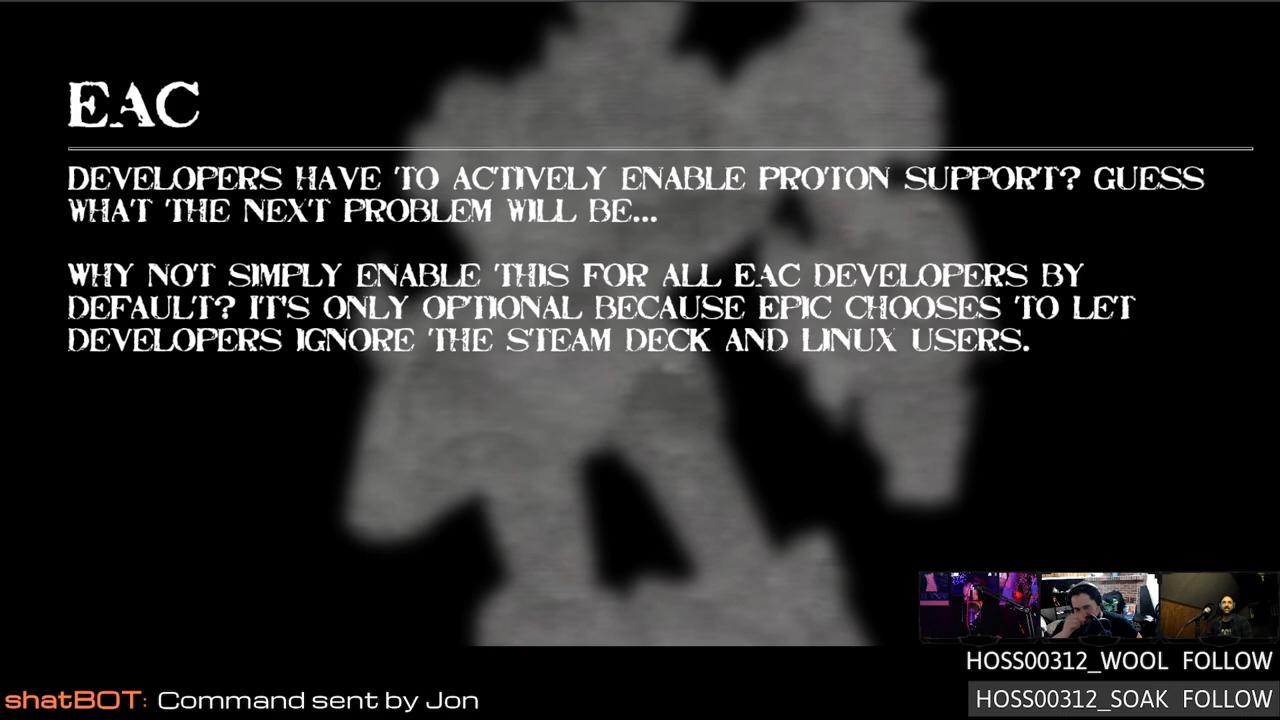 EAC
DEVELOPERS HAVE TO ACTIVELY ENABLE PROTON SUPPORT? GUESS
WHAT THE NEXT PROBLEM WILL BE...
WHY NOT SIMPLY ENABLE THIS FOR ALL EAC DEVELOPERS BY
DEFAULT? IT'S ONLY OPTIONAL BECAUSE EPIC CHOOSES TO LET
DEVELOPERS IGNORE THE STEAM DECK AND LINUX USERS.
HOSS00312_WOOL FOLLOW
HOSS00312_SOAK FOLLOW
shatBOT: Command sent by Jon